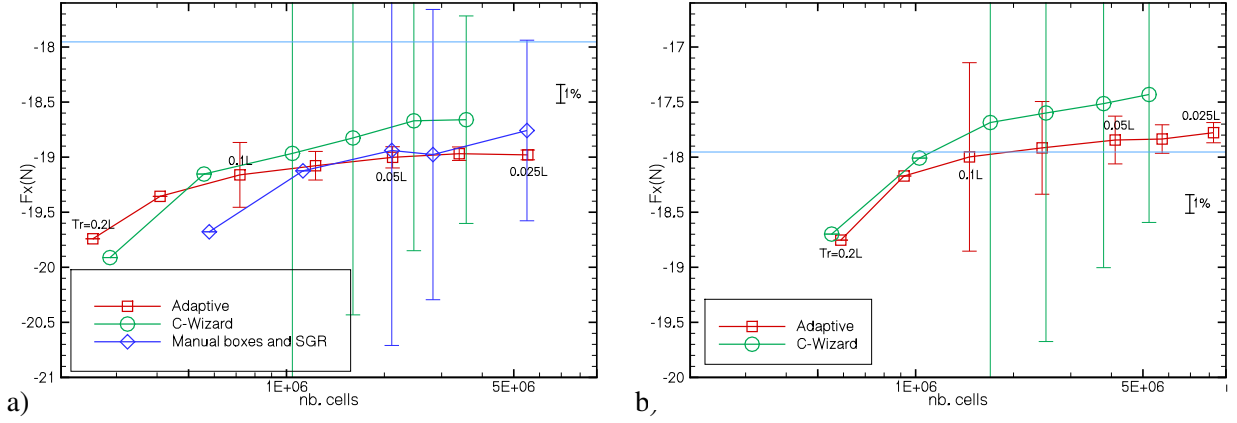 -18
-18.5
-19
-19.5
-20
-20.5
-21
Fx(N)
1%
0.1L
0.05L
0.025L
Tr=0.2L
Adaptive
C-Wizard
Manual boxes and SGR
1E+06
5E+06
nb. cells
a)
-17
-17.5
-18
-18.5
-19
-19.5
-20
Fx(N)
0.025L
0.05L
0.1L
1%
Tr=0.2L
Adaptive
C-Wizard
1E+06
5E+06
nb. cells
b